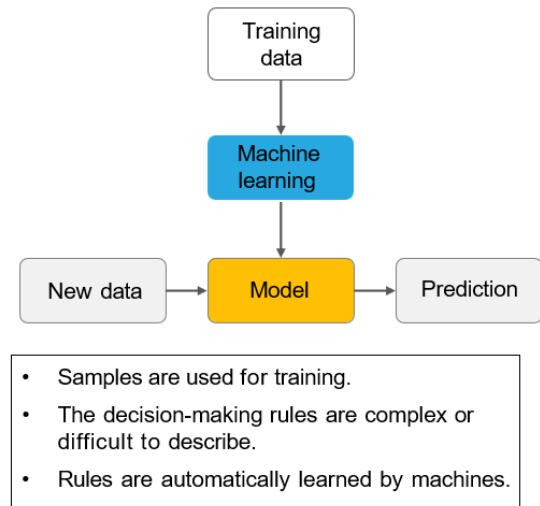 Training
data
Machine
learning
New data
Model
Prediction
• Samples are used for training.
• The decision-making rules are complex or
difficult to describe.
• Rules are automatically learned by machines.